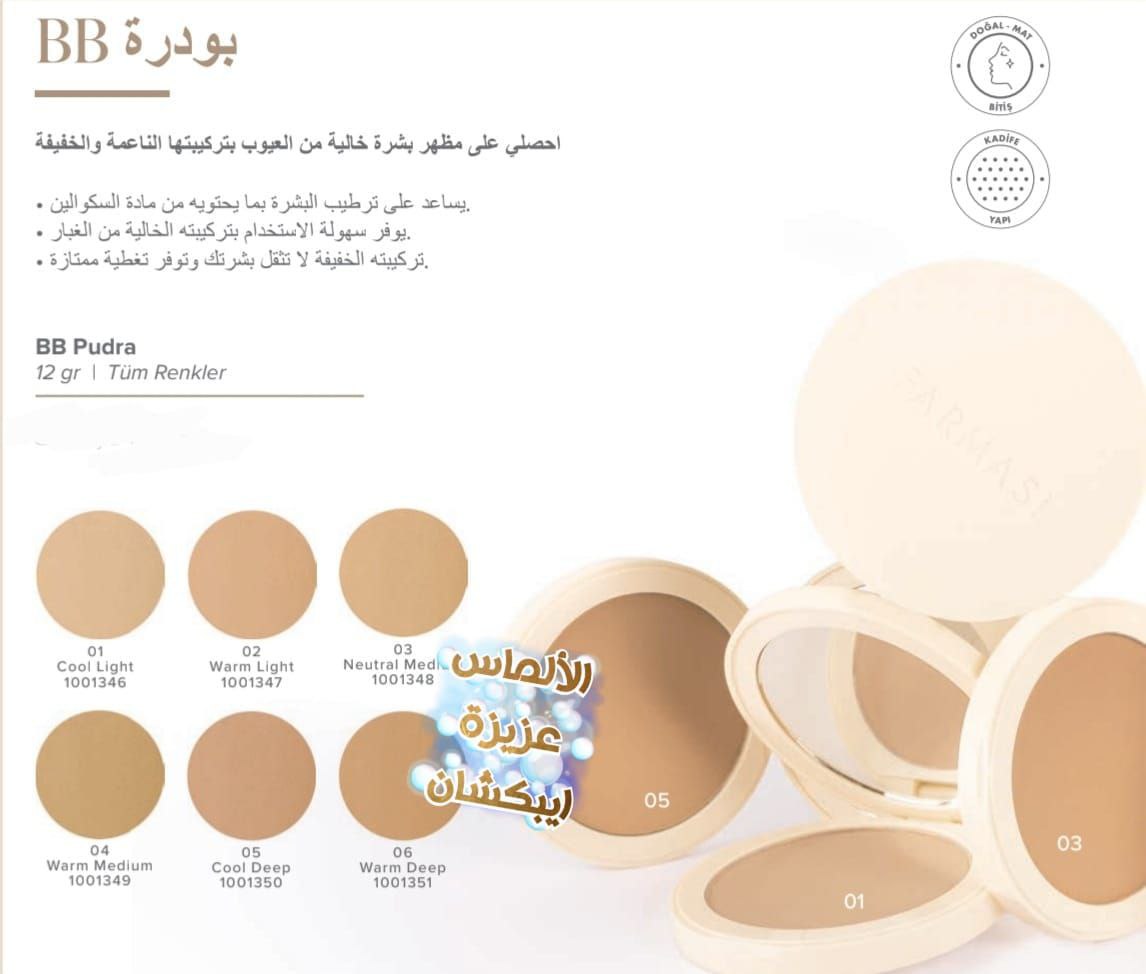 بودرة BB
DOĞAL - MAT
BİTİŞ
KADİFE
YAPI
احصلي على مظهر بشرة خالية من العيوب بتركيبتها الناعمة والخفيفة
• يساعد على ترطيب البشرة بما يحتويه من مادة السكوالين.
• يوفر سهولة الاستخدام بتركيبته الخالية من الغبار.
• تركيبته الخفيفة لا تثقل بشرتك وتوفر تغطية ممتازة.
BB Pudra
12 gr | Tüm Renkler
FARMASİ
01
Cool Light
1001346
02
Warm Light
1001347
03
Neutral
1001348
04
Warm Medium
1001349
05
Cool Deep
1001350
06
Warm Deep
1001351
الألماس
عزيزة
ايبكشان
05
03
01